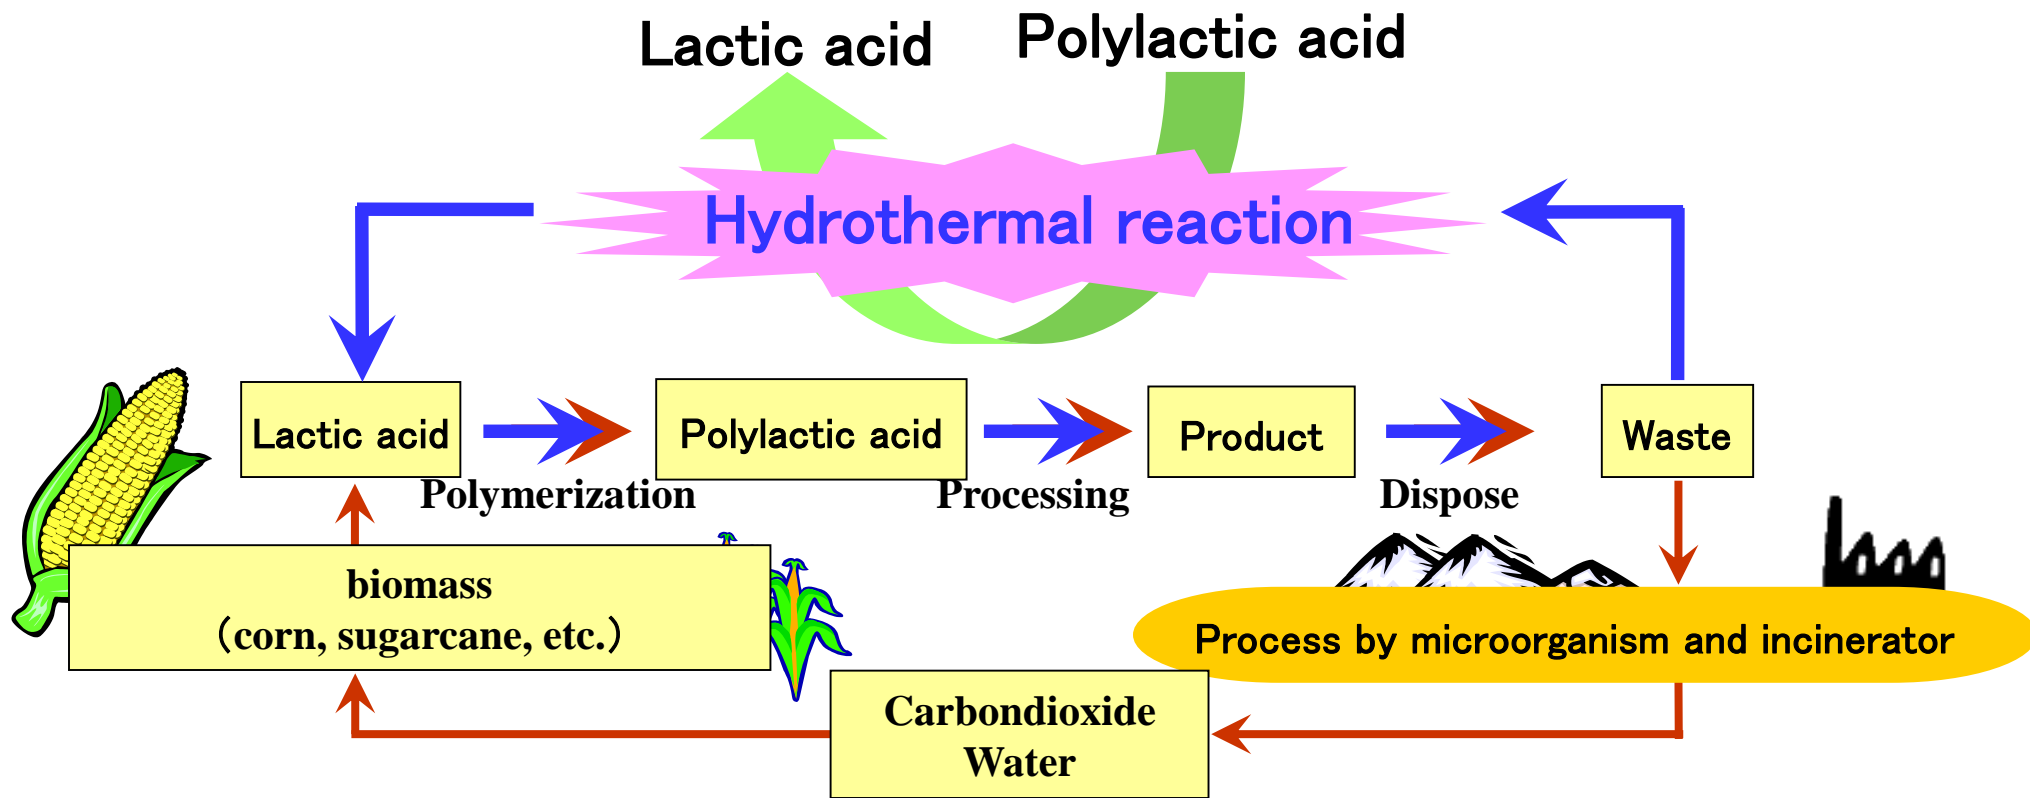 Lactic acid
Polylactic acid
Hydrothermal reaction
Lactic acid
Polylactic acid
Product
Waste
Polymerization
Processing
Dispose
biomass
（corn, sugarcane, etc.）
Process by microorganism and incinerator
Carbondioxide
Water